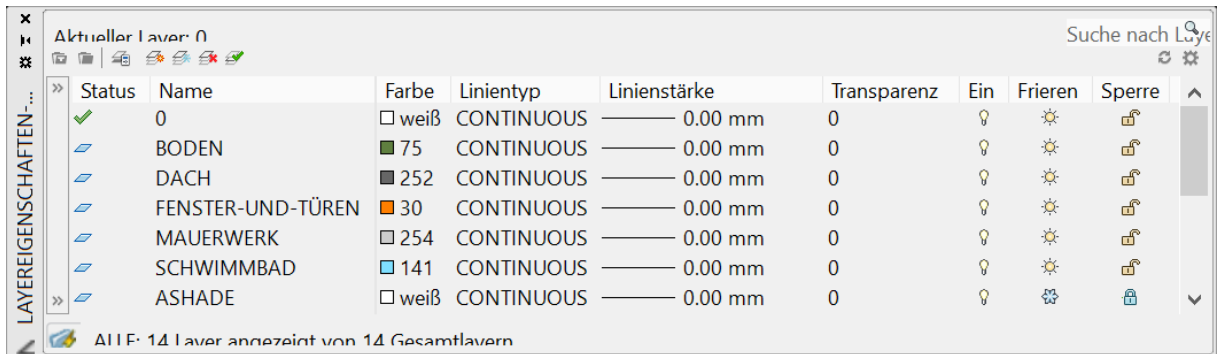 Aktueller Layer: 0
Suche nach Laye
Status Name Farbe Linientyp Linienstärke Transparenz Ein Frieren Sperre
0 weiß CONTINUOUS 0.00 mm 0
BODEN 75 CONTINUOUS 0.00 mm 0
DACH 252 CONTINUOUS 0.00 mm 0
FENSTER-UND-TÜREN 30 CONTINUOUS 0.00 mm 0
MAUERWERK 254 CONTINUOUS 0.00 mm 0
SCHWIMMBAD 141 CONTINUOUS 0.00 mm 0
ASHADE weiß CONTINUOUS 0.00 mm 0
ALLE: 14 Layer angezeigt von 14 Gesamtlayern
LAYEREIGENSCHAFTEN-...